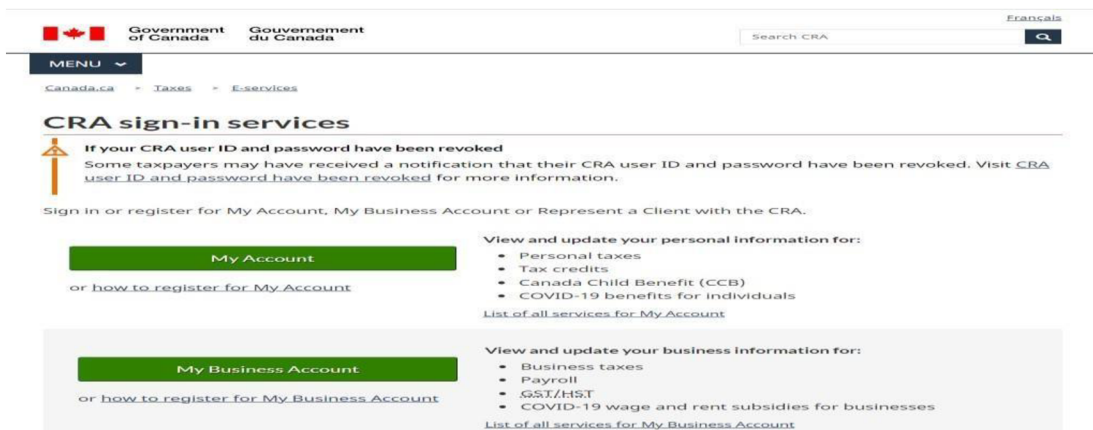 Français
Government of Canada
Gouvernement du Canada
Search CRA
MENU
Canada.ca
Taxes
E-services
CRA sign-in services
If your CRA user ID and password have been revoked
Some taxpayers may have received a notification that their CRA user ID and password have been revoked. Visit CRA
user ID and password have been revoked for more information.
Sign in or register for My Account, My Business Account or Represent a Client with the CRA.
My Account
or how to register for My Account
View and update your personal information for:
Personal taxes
Tax credits
Canada Child Benefit (CCB)
COVID-19 benefits for individuals
List of all services for My Account
My Business Account
or how to register for My Business Account
View and update your business information for:
Business taxes
Payroll
GST/HST
COVID-19 wage and rent subsidies for businesses
List of all services for My Business Account